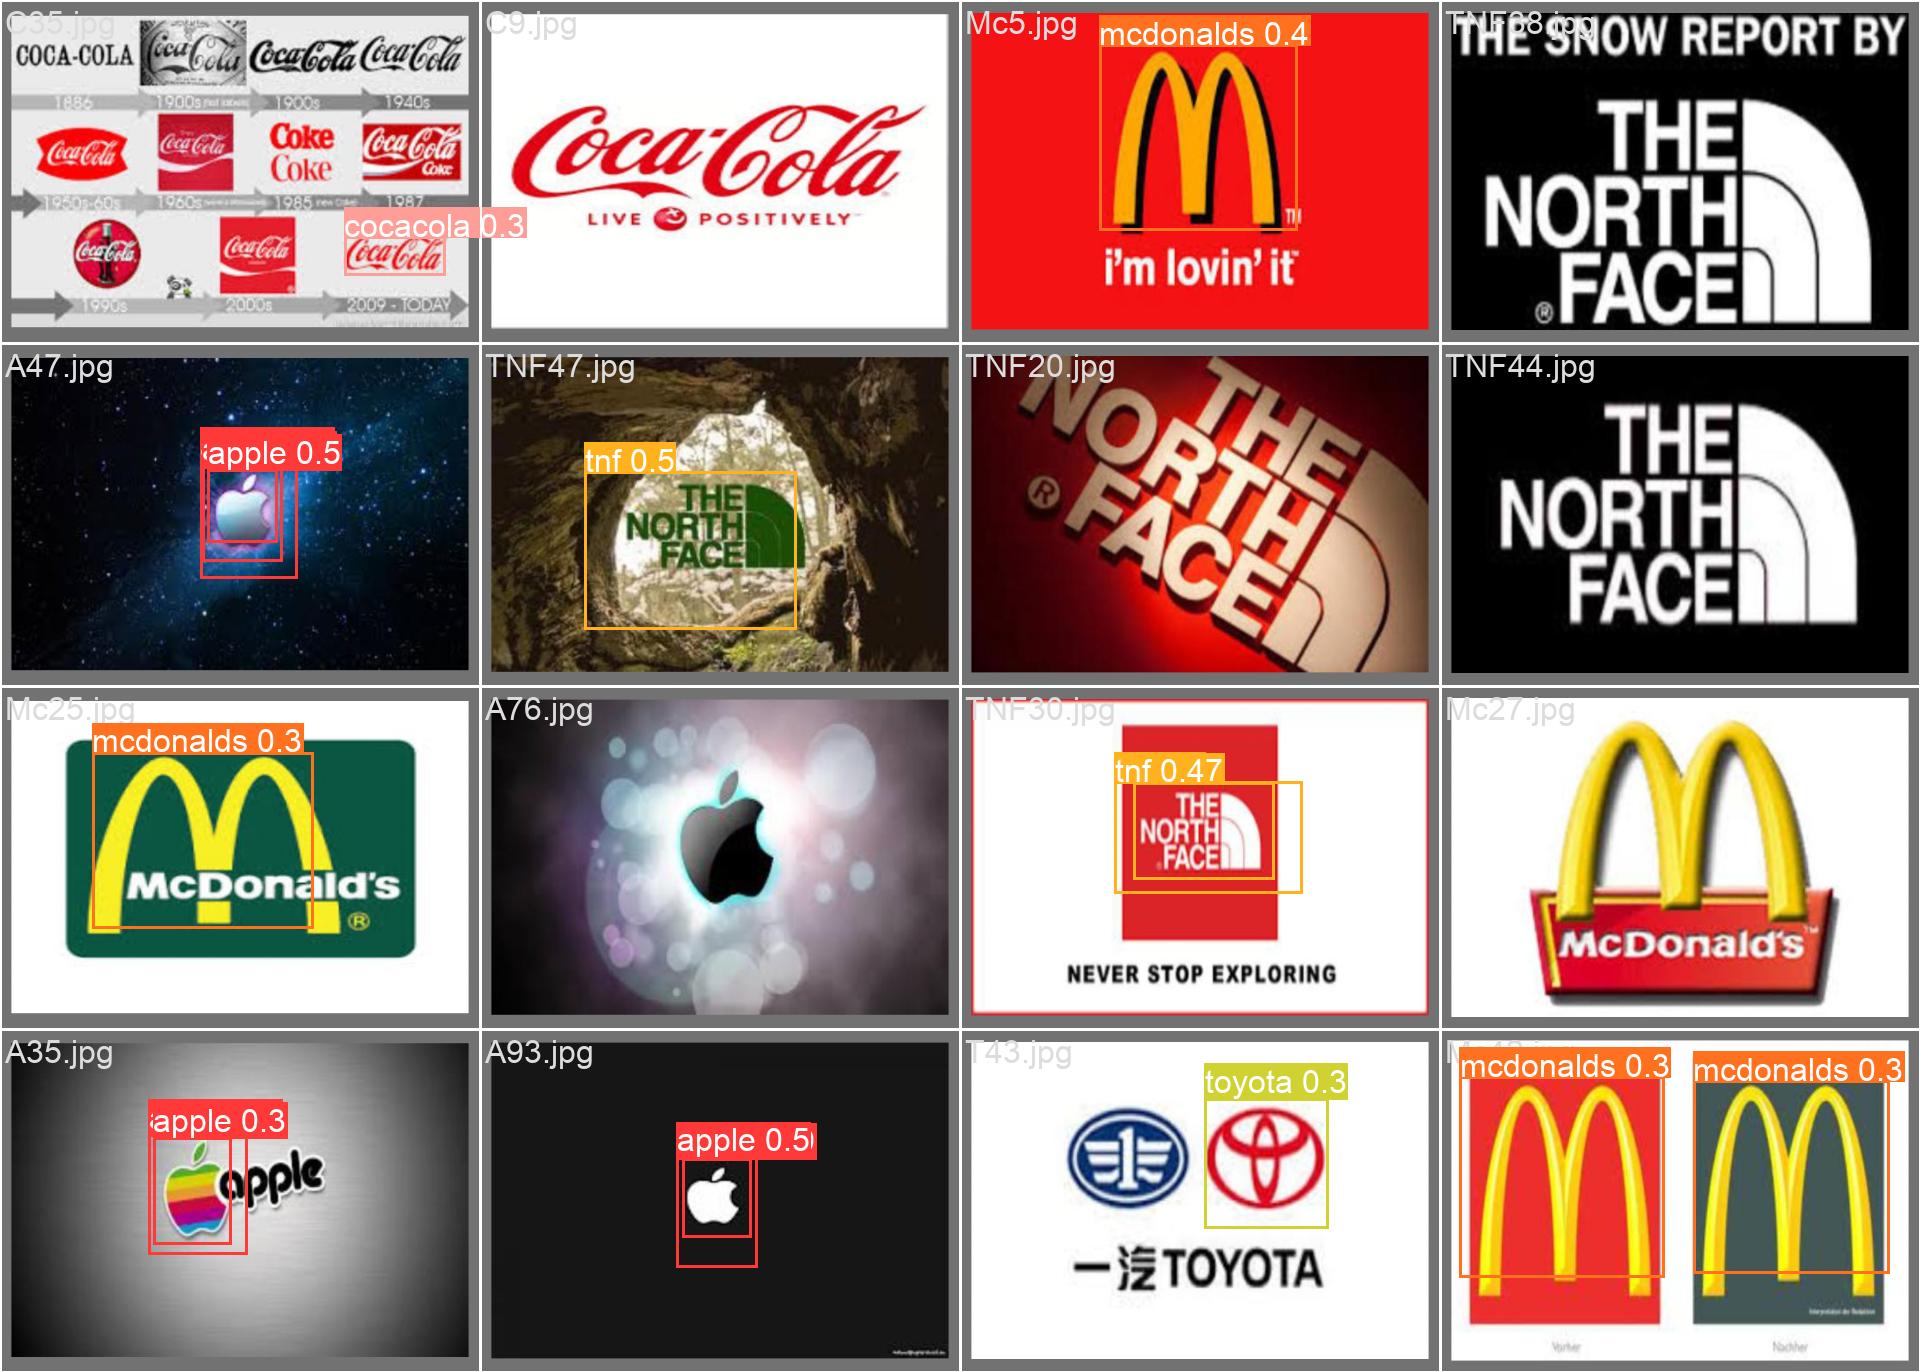 C35.jpg
COCA-COLA
Coca-Cola
Coca-Cola
Coca-Cola
1886
1900s
1900s
1940s
Coca-Cola
Coca-Cola
Coke
Coke
Coca-Cola
Coke
1950s-60s
1960s
1985 (new Coke)
1987
cocacola 0.3
Coca-Cola
Coca-Cola
Coca-Cola
1990s
2000s
2009 - TODAY
C9.jpg
Coca-Cola
LIVE POSITIVELY
Mc5.jpg
mcdonalds 0.4
TM
i'm lovin' it™
TNF38.jpg
THE SNOW REPORT BY
THE
NORTH
® FACE
A47.jpg
apple 0.5
TNF47.jpg
tnf 0.5
THE
NORTH
FACE
TNF20.jpg
THE
NORTH
® FACE
TNF44.jpg
THE
NORTH
FACE
Mc25.jpg
mcdonalds 0.3
McDonald's
®
A76.jpg
TNF30.jpg
tnf 0.47
THE
NORTH
FACE
NEVER STOP EXPLORING
Mc27.jpg
McDonald's™
A35.jpg
apple 0.3
apple
A93.jpg
apple 0.5
T43.jpg
toyota 0.3
一汽TOYOTA
mcdonalds 0.3
mcdonalds 0.3
Vorher
Nachher